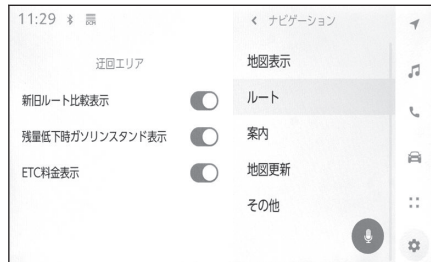 11:29
迂回エリア
新旧ルート比較表示
残量低下時ガソリンスタンド表示
ETC料金表示
ナビゲーション
地図表示
ルート
案内
地図更新
その他